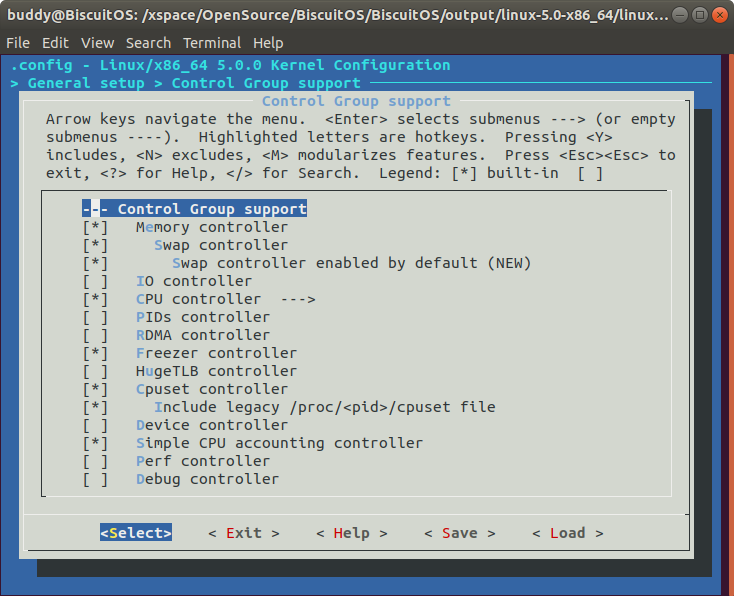 buddy@BiscuitOS: /xspace/OpenSource/BiscuitOS/BiscuitOS/output/linux-5.0-x86_64/linux...
File Edit View Search Terminal Help
.config - Linux/x86_64 5.0.0 Kernel Configuration
> General setup > Control Group support
Control Group support
Arrow keys navigate the menu.  <Enter> selects submenus ---> (or empty
submenus ----).  Highlighted letters are hotkeys.  Pressing <Y>
includes, <N> excludes, <M> modularizes features.  Press <Esc><Esc> to
exit, <?> for Help, </> for Search.  Legend: [*] built-in  [ ]
--- Control Group support
[*]   Memory controller
[*]     Swap controller
[*]       Swap controller enabled by default (NEW)
[ ]   IO controller
[*]   CPU controller  --->
[ ]   PIDs controller
[ ]   RDMA controller
[*]   Freezer controller
[ ]   HugeTLB controller
[*]   Cpuset controller
[*]     Include legacy /proc/<pid>/cpuset file
[ ]   Device controller
[*]   Simple CPU accounting controller
[ ]   Perf controller
[ ]   Debug controller
<Select>    < Exit >    < Help >    < Save >    < Load >